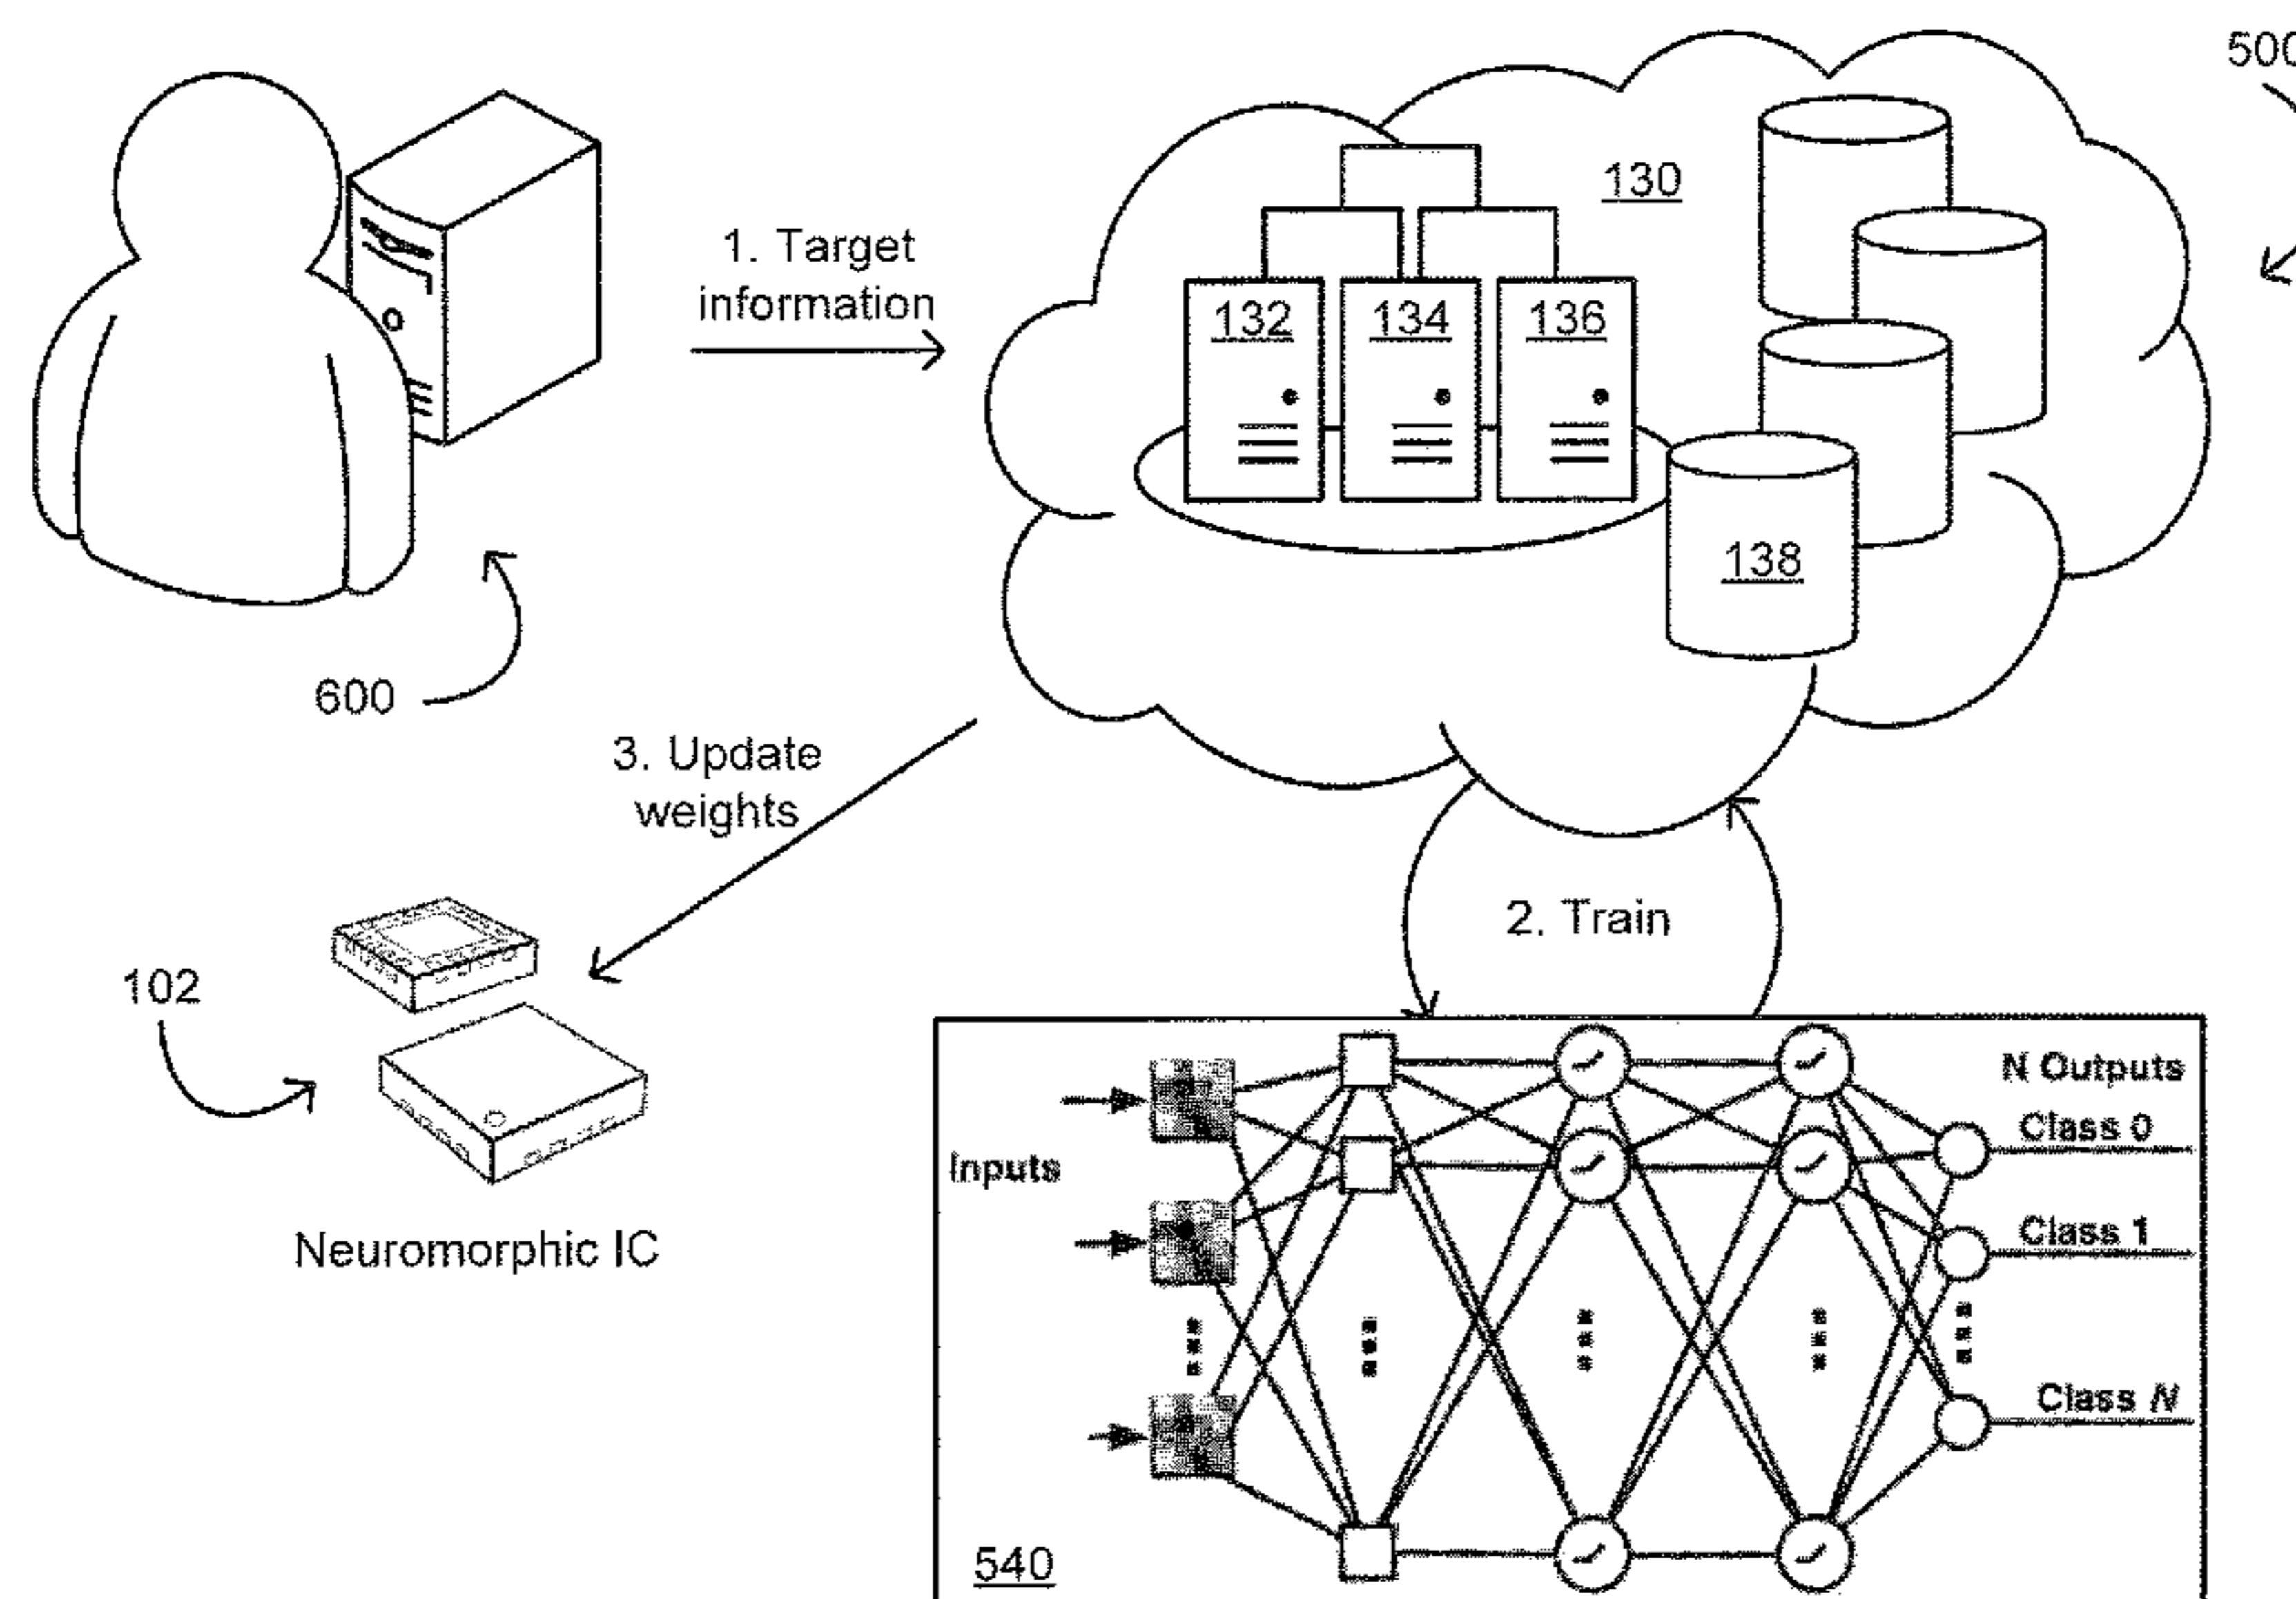 500
130
1. Target
information
132
134
136
138
600
3. Update
weights
2. Train
102
N Outputs
Class 0
Inputs
Class 1
Neuromorphic IC
Class N
540